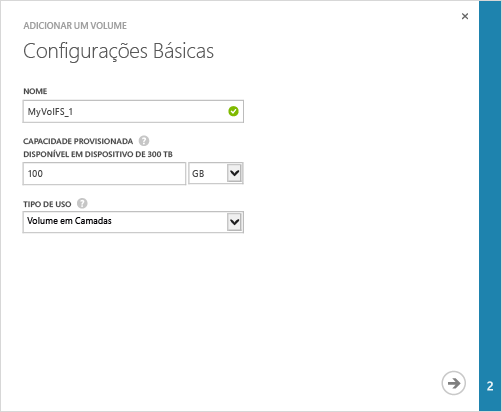 ADICIONAR UM VOLUME
Configurações Básicas
NOME
MyVolFS_1
CAPACIDADE PROVISIONADA ?
DISPONÍVEL EM DISPOSITIVO DE 300 TB
100 GB
TIPO DE USO ?
Volume em Camadas
2